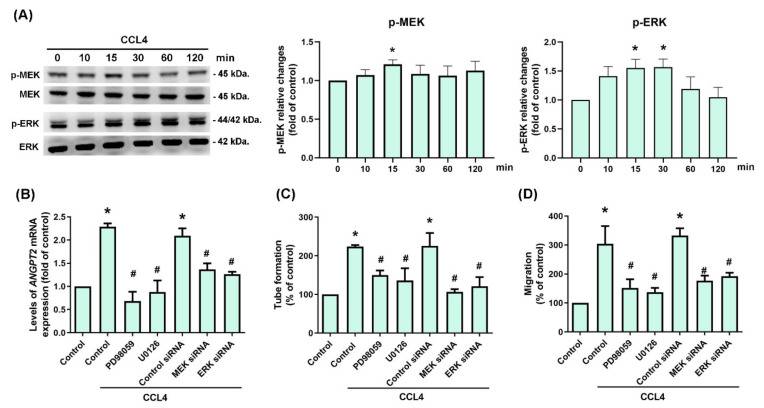 (A)
CCL4
0 10 15 30 60 120 min
p-MEK - 45 kDa.
MEK - 45 kDa.
p-ERK - 44/42 kDa.
ERK - 42 kDa.
p-MEK
p-MEK relative changes
(fold of control)
2.0
1.5
1.0
0.5
0.0
*
0 10 15 30 60 120 min
p-ERK
p-ERK relative changes
(fold of control)
2.0
1.5
1.0
0.5
0.0
* *
0 10 15 30 60 120 min
(B)
Levels of ANGPT2 mRNA
expression (fold of control)
2.5
2.0
1.5
1.0
0.5
0.0
* # # * # #
Control Control PD98059 U0126 Control siRNA MEK siRNA ERK siRNA
CCL4
(C)
Tube formation
(% of control)
400
300
200
100
0
* # # * # #
Control Control PD98059 U0126 Control siRNA MEK siRNA ERK siRNA
CCL4
(D)
Migration
(% of control)
400
300
200
100
0
* # # * # #
Control Control PD98059 U0126 Control siRNA MEK siRNA ERK siRNA
CCL4